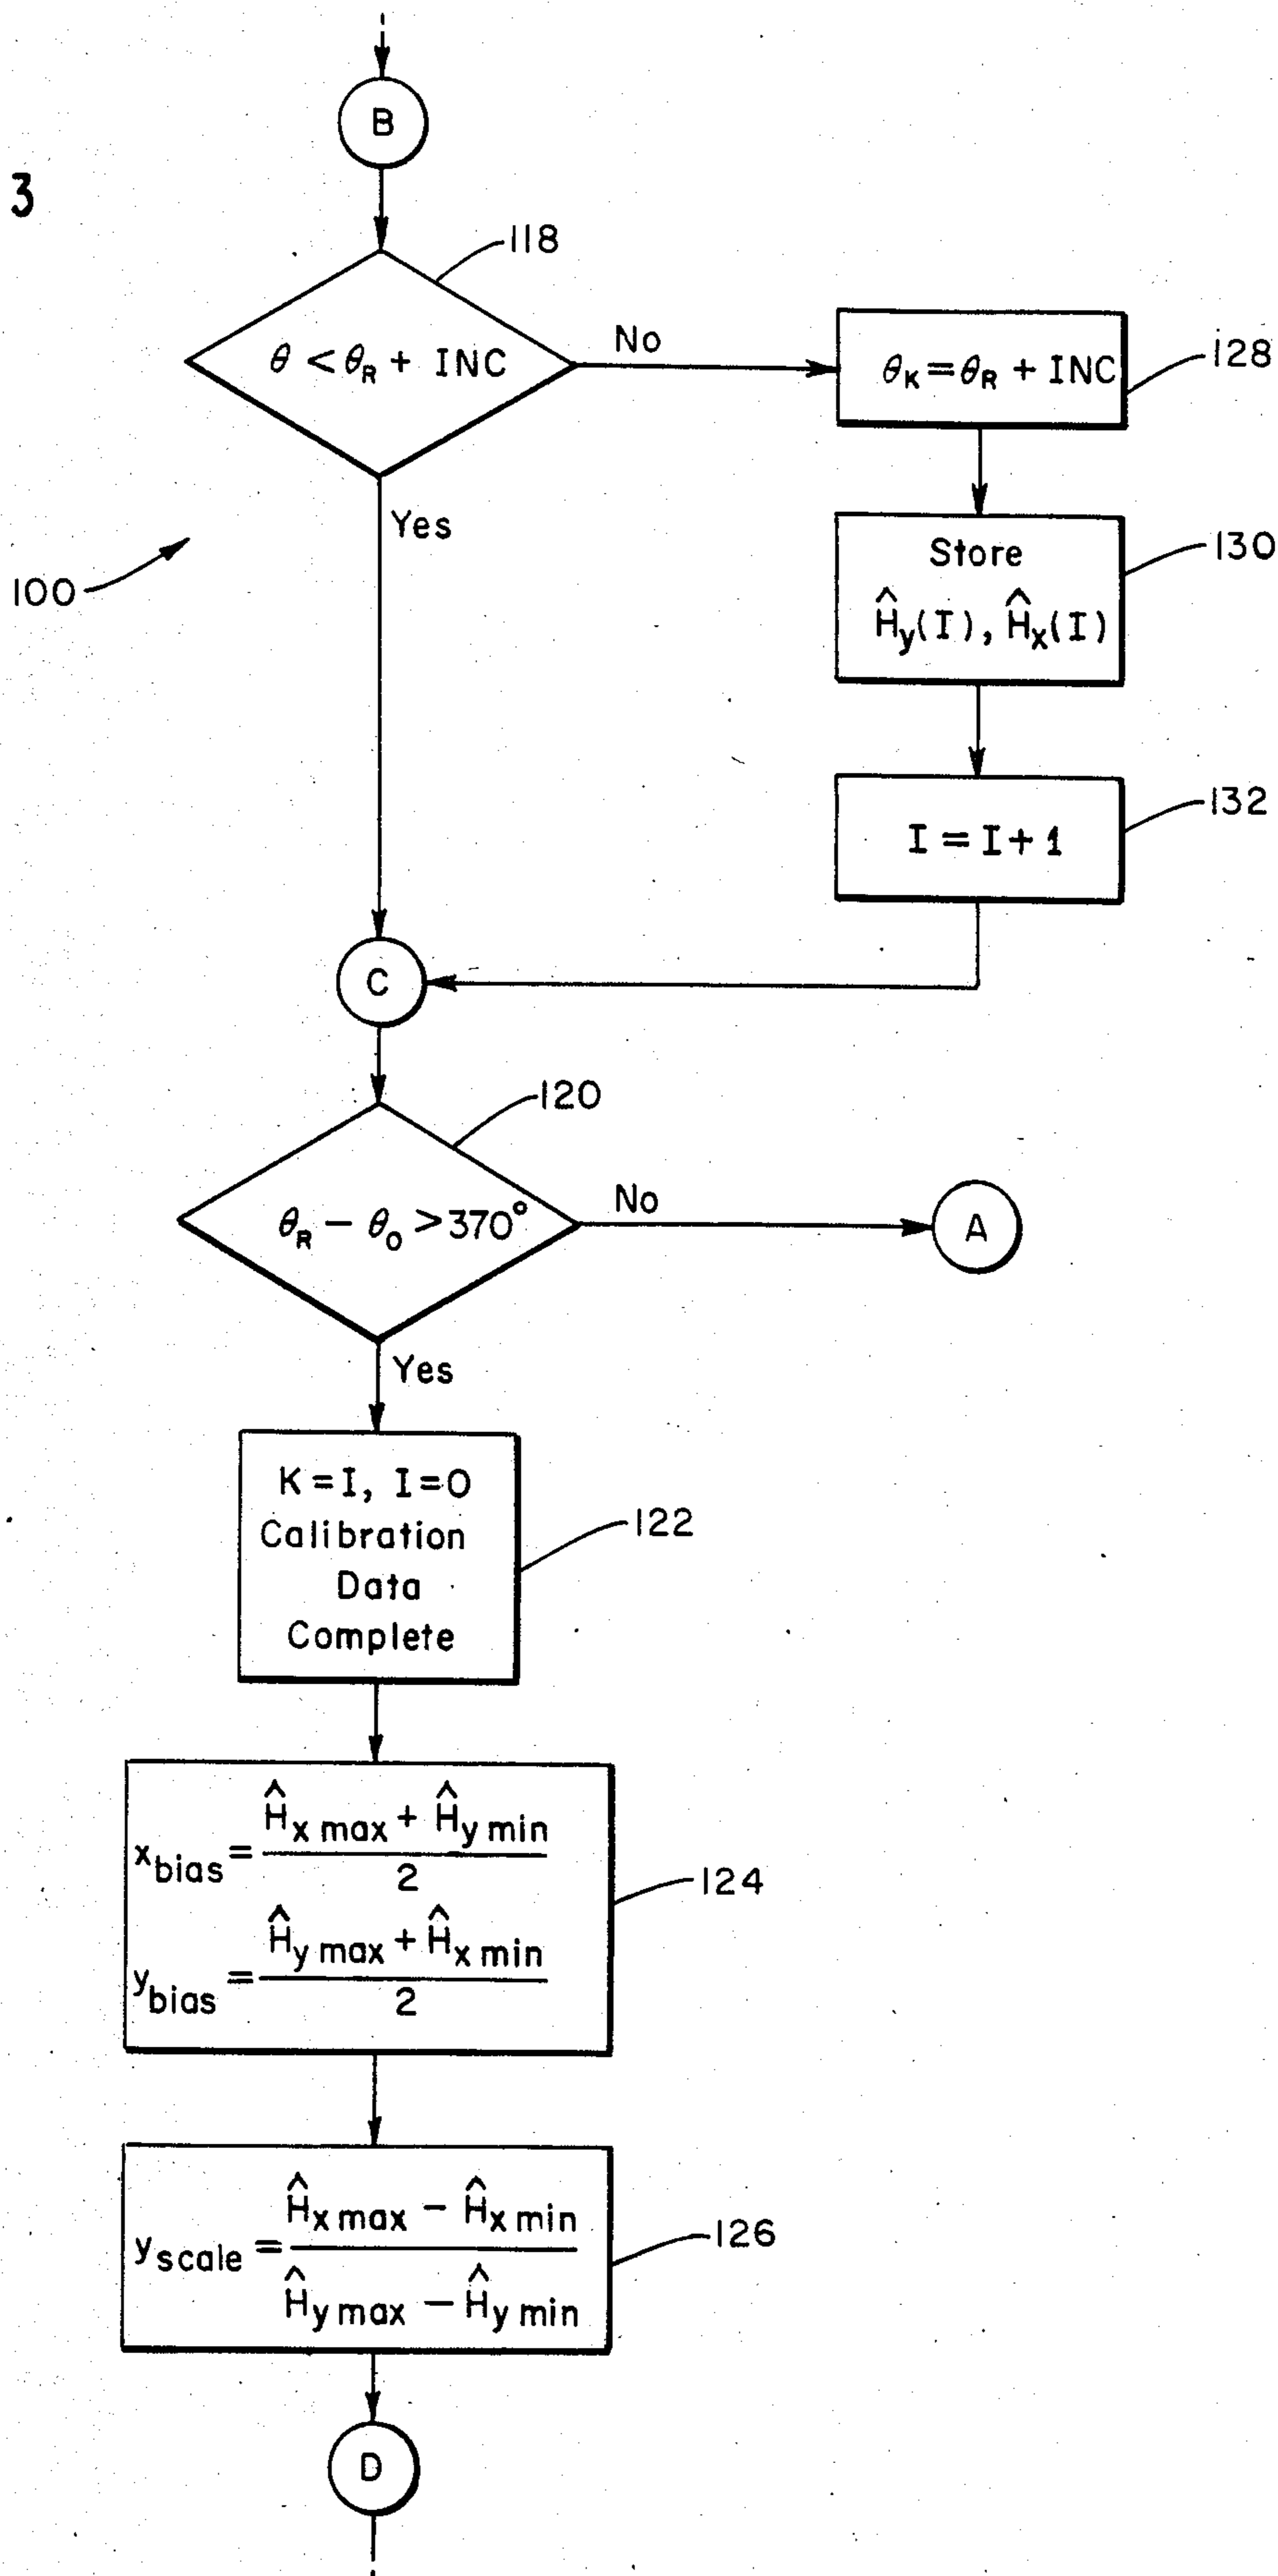 B
3
118
θ < θR + INC
No
θK = θR + INC
128
Yes
100
Store
Ĥy(I), Ĥx(I)
130
I = I + 1
132
C
120
θR − θ0 > 370°
No
A
Yes
K = I, I = 0
Calibration
Data
Complete
122
xbias = (Ĥx max + Ĥy min) / 2
ybias = (Ĥy max + Ĥx min) / 2
124
yscale = (Ĥx max − Ĥx min) / (Ĥy max − Ĥy min)
126
D